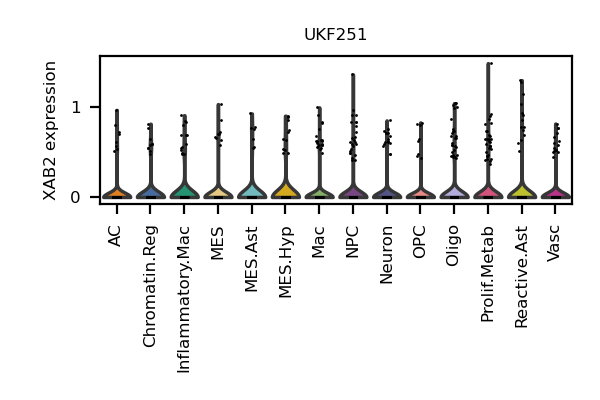 UKF251
XAB2 expression
1
0
AC
Chromatin.Reg
Inflammatory.Mac
MES
MES.Ast
MES.Hyp
Mac
NPC
Neuron
OPC
Oligo
Prolif.Metab
Reactive.Ast
Vasc